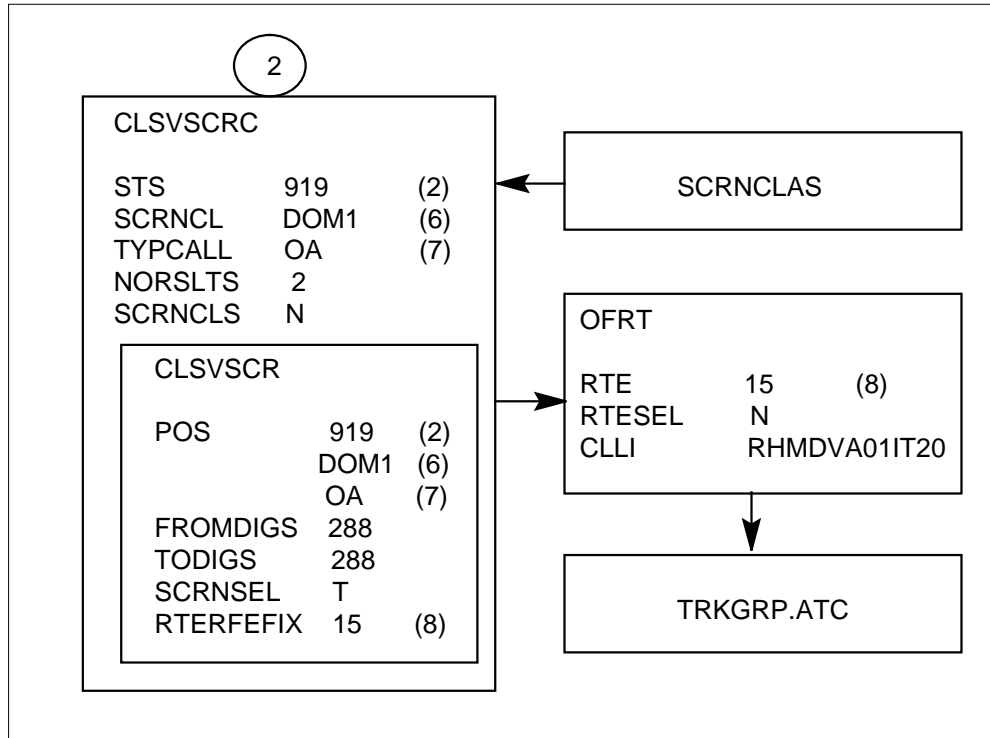 2
CLSVSCRC
STS 919 (2)
SCRNCL DOM1 (6)
TYPCALL OA (7)
NORSLTS 2
SCRNCLS N
CLSVSCR
POS 919 (2)
DOM1 (6)
OA (7)
FROMDIGS 288
TODIGS 288
SCRNSEL T
RTERFEFIX 15 (8)
SCRNCLAS
OFRT
RTE 15 (8)
RTESEL N
CLLI RHMDVA01IT20
TRKGRP.ATC